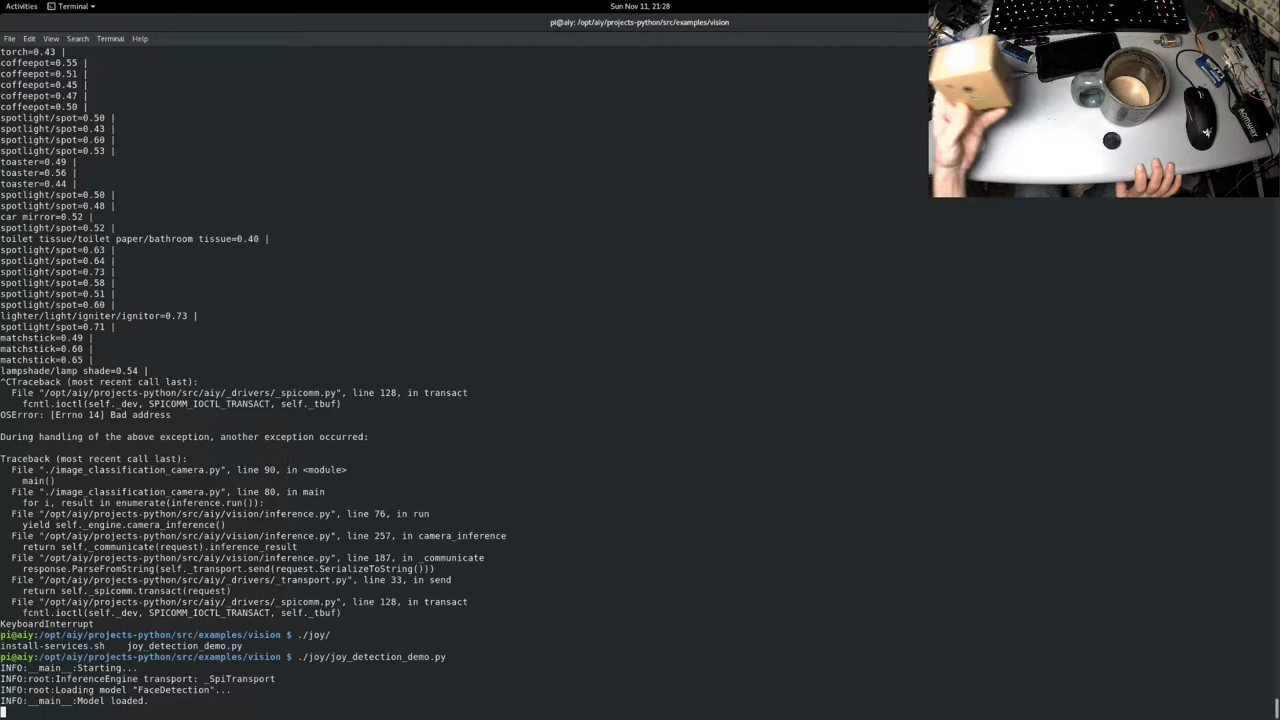 Terminal
Sun Nov 11, 21:28
pi@aiy: /opt/aiy/projects-python/src/examples/vision
File Edit View Search Terminal Help
torch=0.43 |
coffeepot=0.55 |
coffeepot=0.51 |
coffeepot=0.45 |
coffeepot=0.47 |
coffeepot=0.50 |
spotlight/spot=0.50 |
spotlight/spot=0.43 |
spotlight/spot=0.60 |
spotlight/spot=0.53 |
toaster=0.49 |
toaster=0.56 |
toaster=0.44 |
spotlight/spot=0.50 |
spotlight/spot=0.48 |
car mirror=0.52 |
spotlight/spot=0.52 |
toilet tissue/toilet paper/bathroom tissue=0.40 |
spotlight/spot=0.63 |
spotlight/spot=0.64 |
spotlight/spot=0.73 |
spotlight/spot=0.58 |
spotlight/spot=0.51 |
spotlight/spot=0.60 |
lighter/light/igniter/ignitor=0.73 |
spotlight/spot=0.71 |
matchstick=0.49 |
matchstick=0.60 |
matchstick=0.65 |
lampshade/lamp shade=0.54 |
^CTraceback (most recent call last):
File "/opt/aiy/projects-python/src/aiy/_drivers/_spicomm.py", line 128, in transact
fcntl.ioctl(self._dev, SPICOMM_IOCTL_TRANSACT, self._tbuf)
OSError: [Errno 14] Bad address
During handling of the above exception, another exception occurred:
Traceback (most recent call last):
File "./image_classification_camera.py", line 90, in <module>
main()
File "./image_classification_camera.py", line 80, in main
for i, result in enumerate(inference.run()):
File "/opt/aiy/projects-python/src/aiy/vision/inference.py", line 76, in run
yield self._engine.camera_inference()
File "/opt/aiy/projects-python/src/aiy/vision/inference.py", line 257, in camera_inference
return self._communicate(request).inference_result
File "/opt/aiy/projects-python/src/aiy/vision/inference.py", line 187, in _communicate
response.ParseFromString(self._transport.send(request.SerializeToString()))
File "/opt/aiy/projects-python/src/aiy/_drivers/_transport.py", line 33, in send
return self._spicomm.transact(request)
File "/opt/aiy/projects-python/src/aiy/_drivers/_spicomm.py", line 128, in transact
fcntl.ioctl(self._dev, SPICOMM_IOCTL_TRANSACT, self._tbuf)
KeyboardInterrupt
pi@aiy:/opt/aiy/projects-python/src/examples/vision $ ./joy/
install-services.sh joy_detection_demo.py
pi@aiy:/opt/aiy/projects-python/src/examples/vision $ ./joy/joy_detection_demo.py
INFO:__main__:Starting...
INFO:root:InferenceEngine transport: _SpiTransport
INFO:root:Loading model "FaceDetection"...
INFO:__main__:Model loaded.